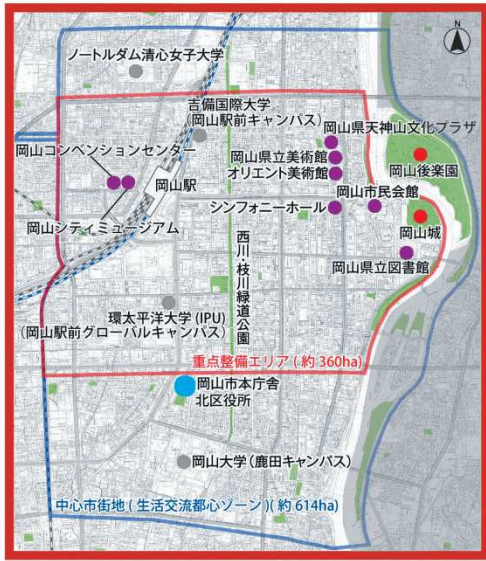 N
ノートルダム清心女子大学
吉備国際大学
(岡山駅前キャンパス)
岡山県天神山文化プラザ
岡山コンベンションセンター
岡山県立美術館
岡山後楽園
オリエント美術館
岡山駅
岡山市民会館
シンフォニーホール
岡山シティミュージアム
岡山城
西川・枝川緑道公園
岡山県立図書館
環太平洋大学(IPU)
(岡山駅前グローバルキャンパス)
重点整備エリア(約360ha)
岡山市本庁舎
北区役所
岡山大学(鹿田キャンパス)
中心市街地(生活交流都心ゾーン)(約614ha)